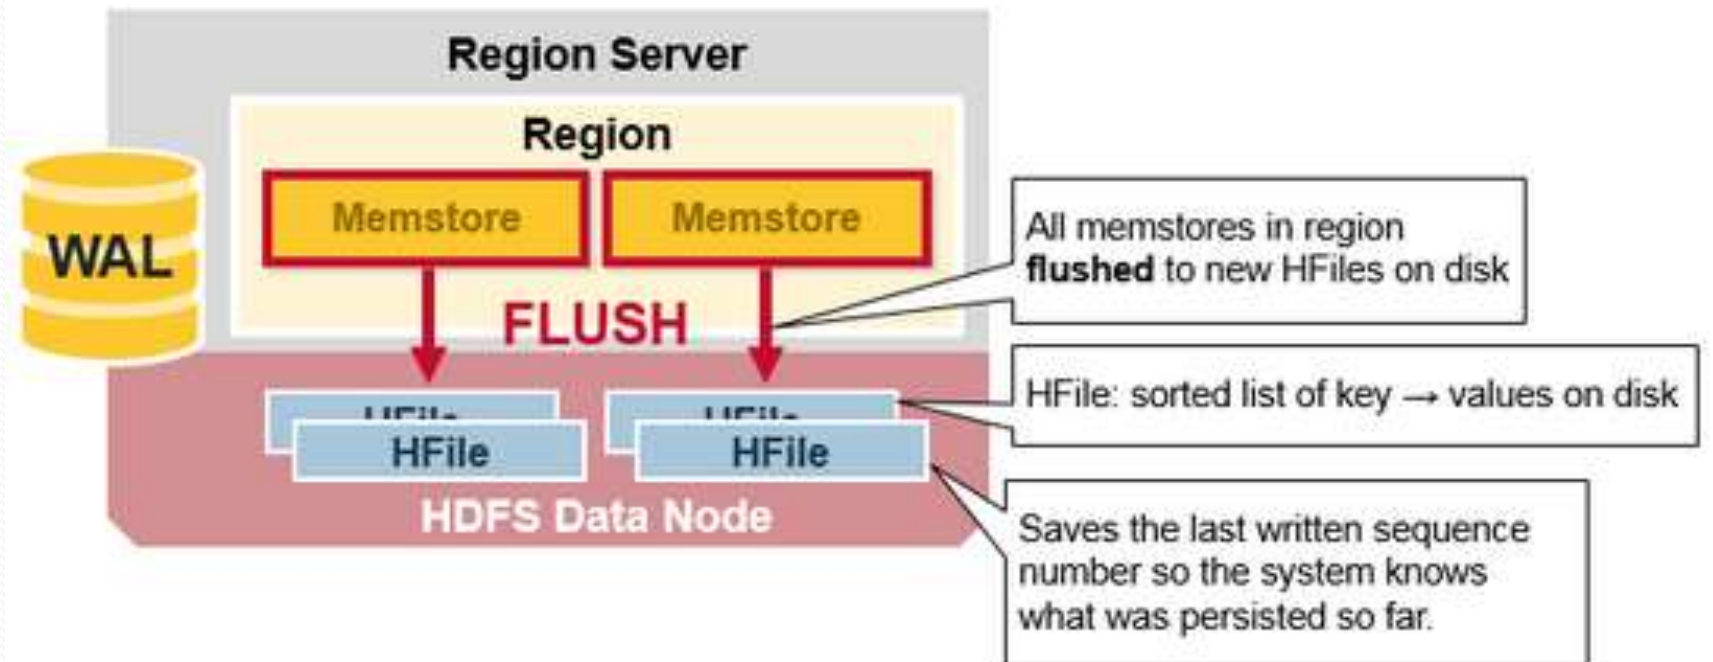 Region Server
Region
Memstore
Memstore
WAL
FLUSH
All memstores in region
flushed to new HFiles on disk
HFile
HFile
HFile: sorted list of key → values on disk
HFile
HFile
HDFS Data Node
Saves the last written sequence
number so the system knows
what was persisted so far.